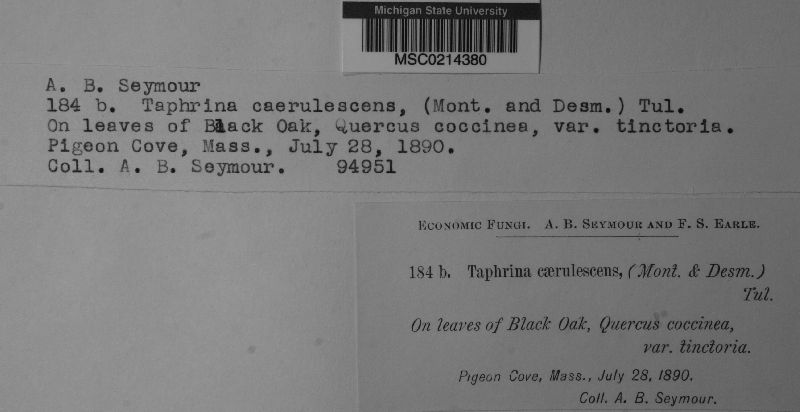 Michigan State University
MSC0214380
A. B. Seymour
184 b. Taphrina caerulescens, (Mont. and Desm.) Tul.
On leaves of Black Oak, Quercus coccinea, var. tinctoria.
Pigeon Cove, Mass., July 28, 1890.
Coll. A. B. Seymour. 94951
Economic Fungi. A. B. Seymour and F. S. Earle.
184 b. Taphrina cærulescens, (Mont. & Desm.)
Tul.
On leaves of Black Oak, Quercus coccinea,
var. tinctoria.
Pigeon Cove, Mass., July 28, 1890.
Coll. A. B. Seymour.